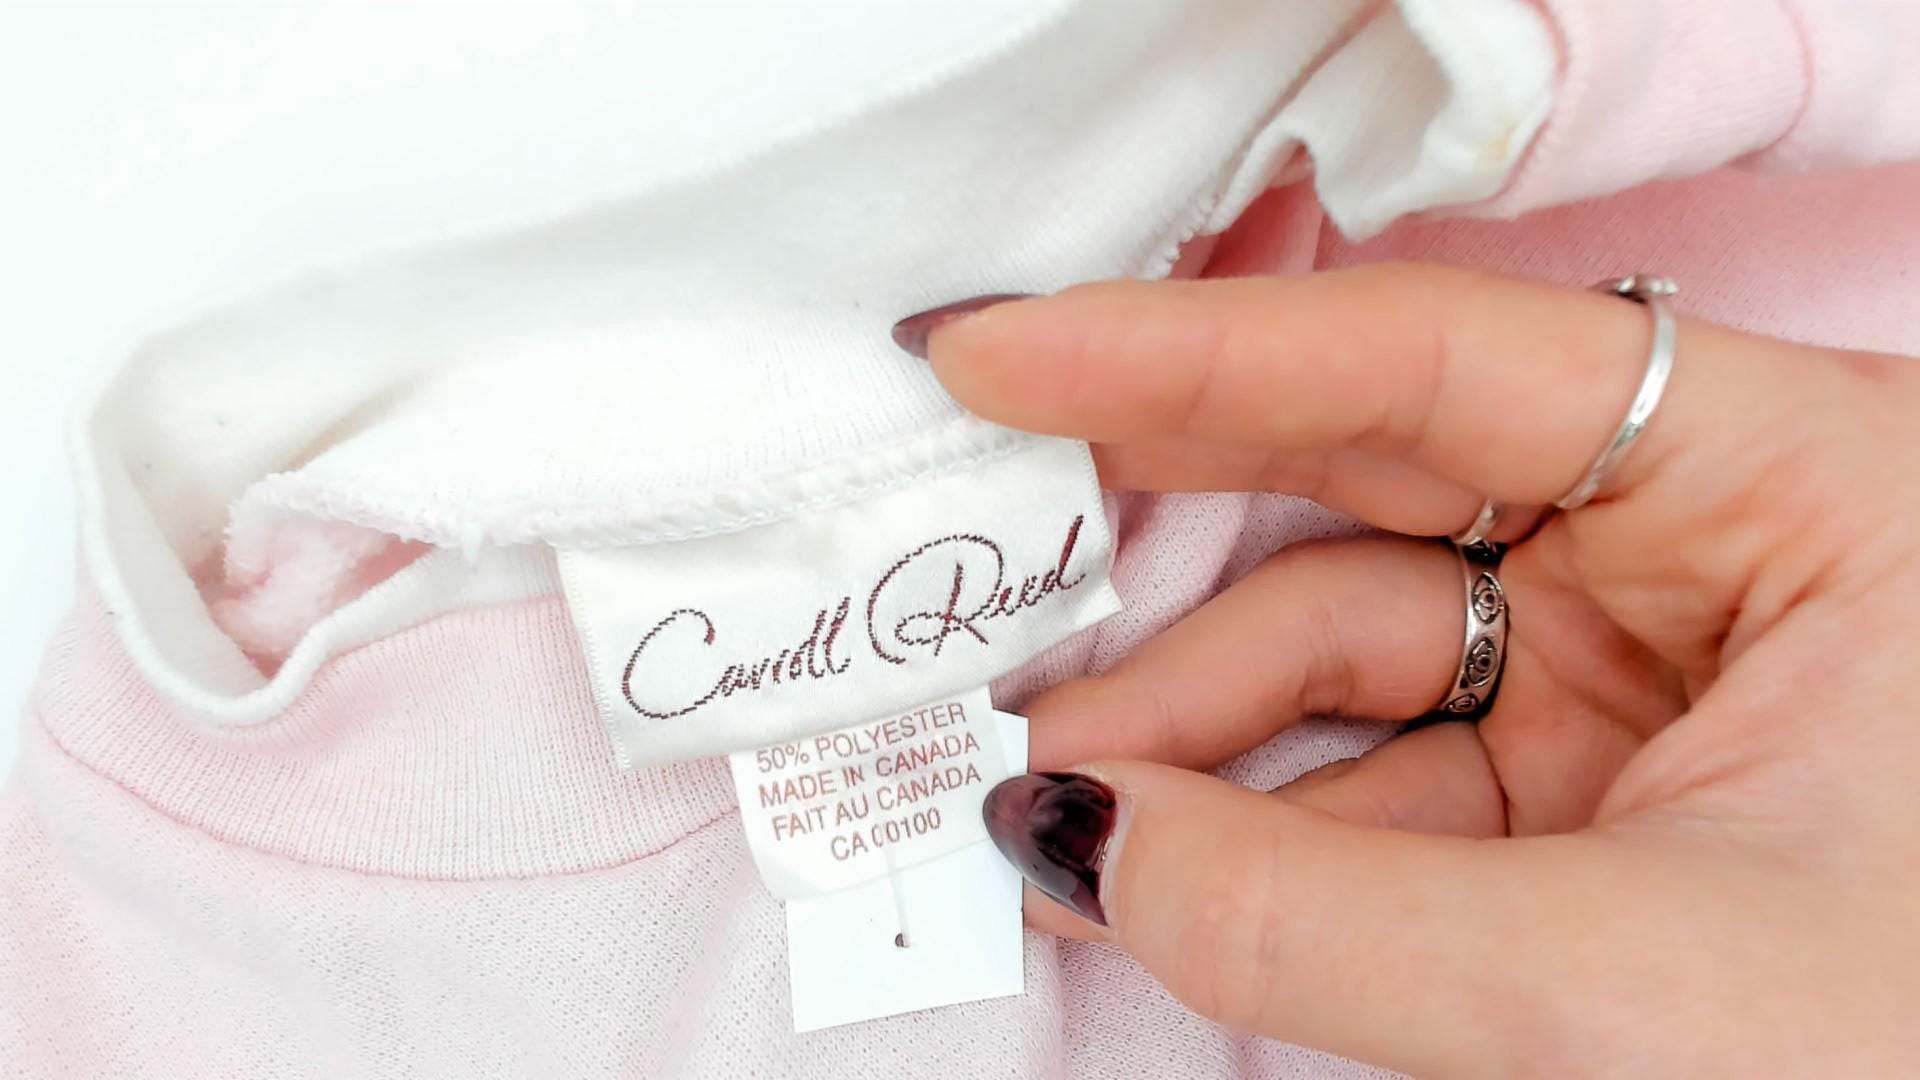 Carroll Reed
50% POLYESTER
MADE IN CANADA
FAIT AU CANADA
CA 00100